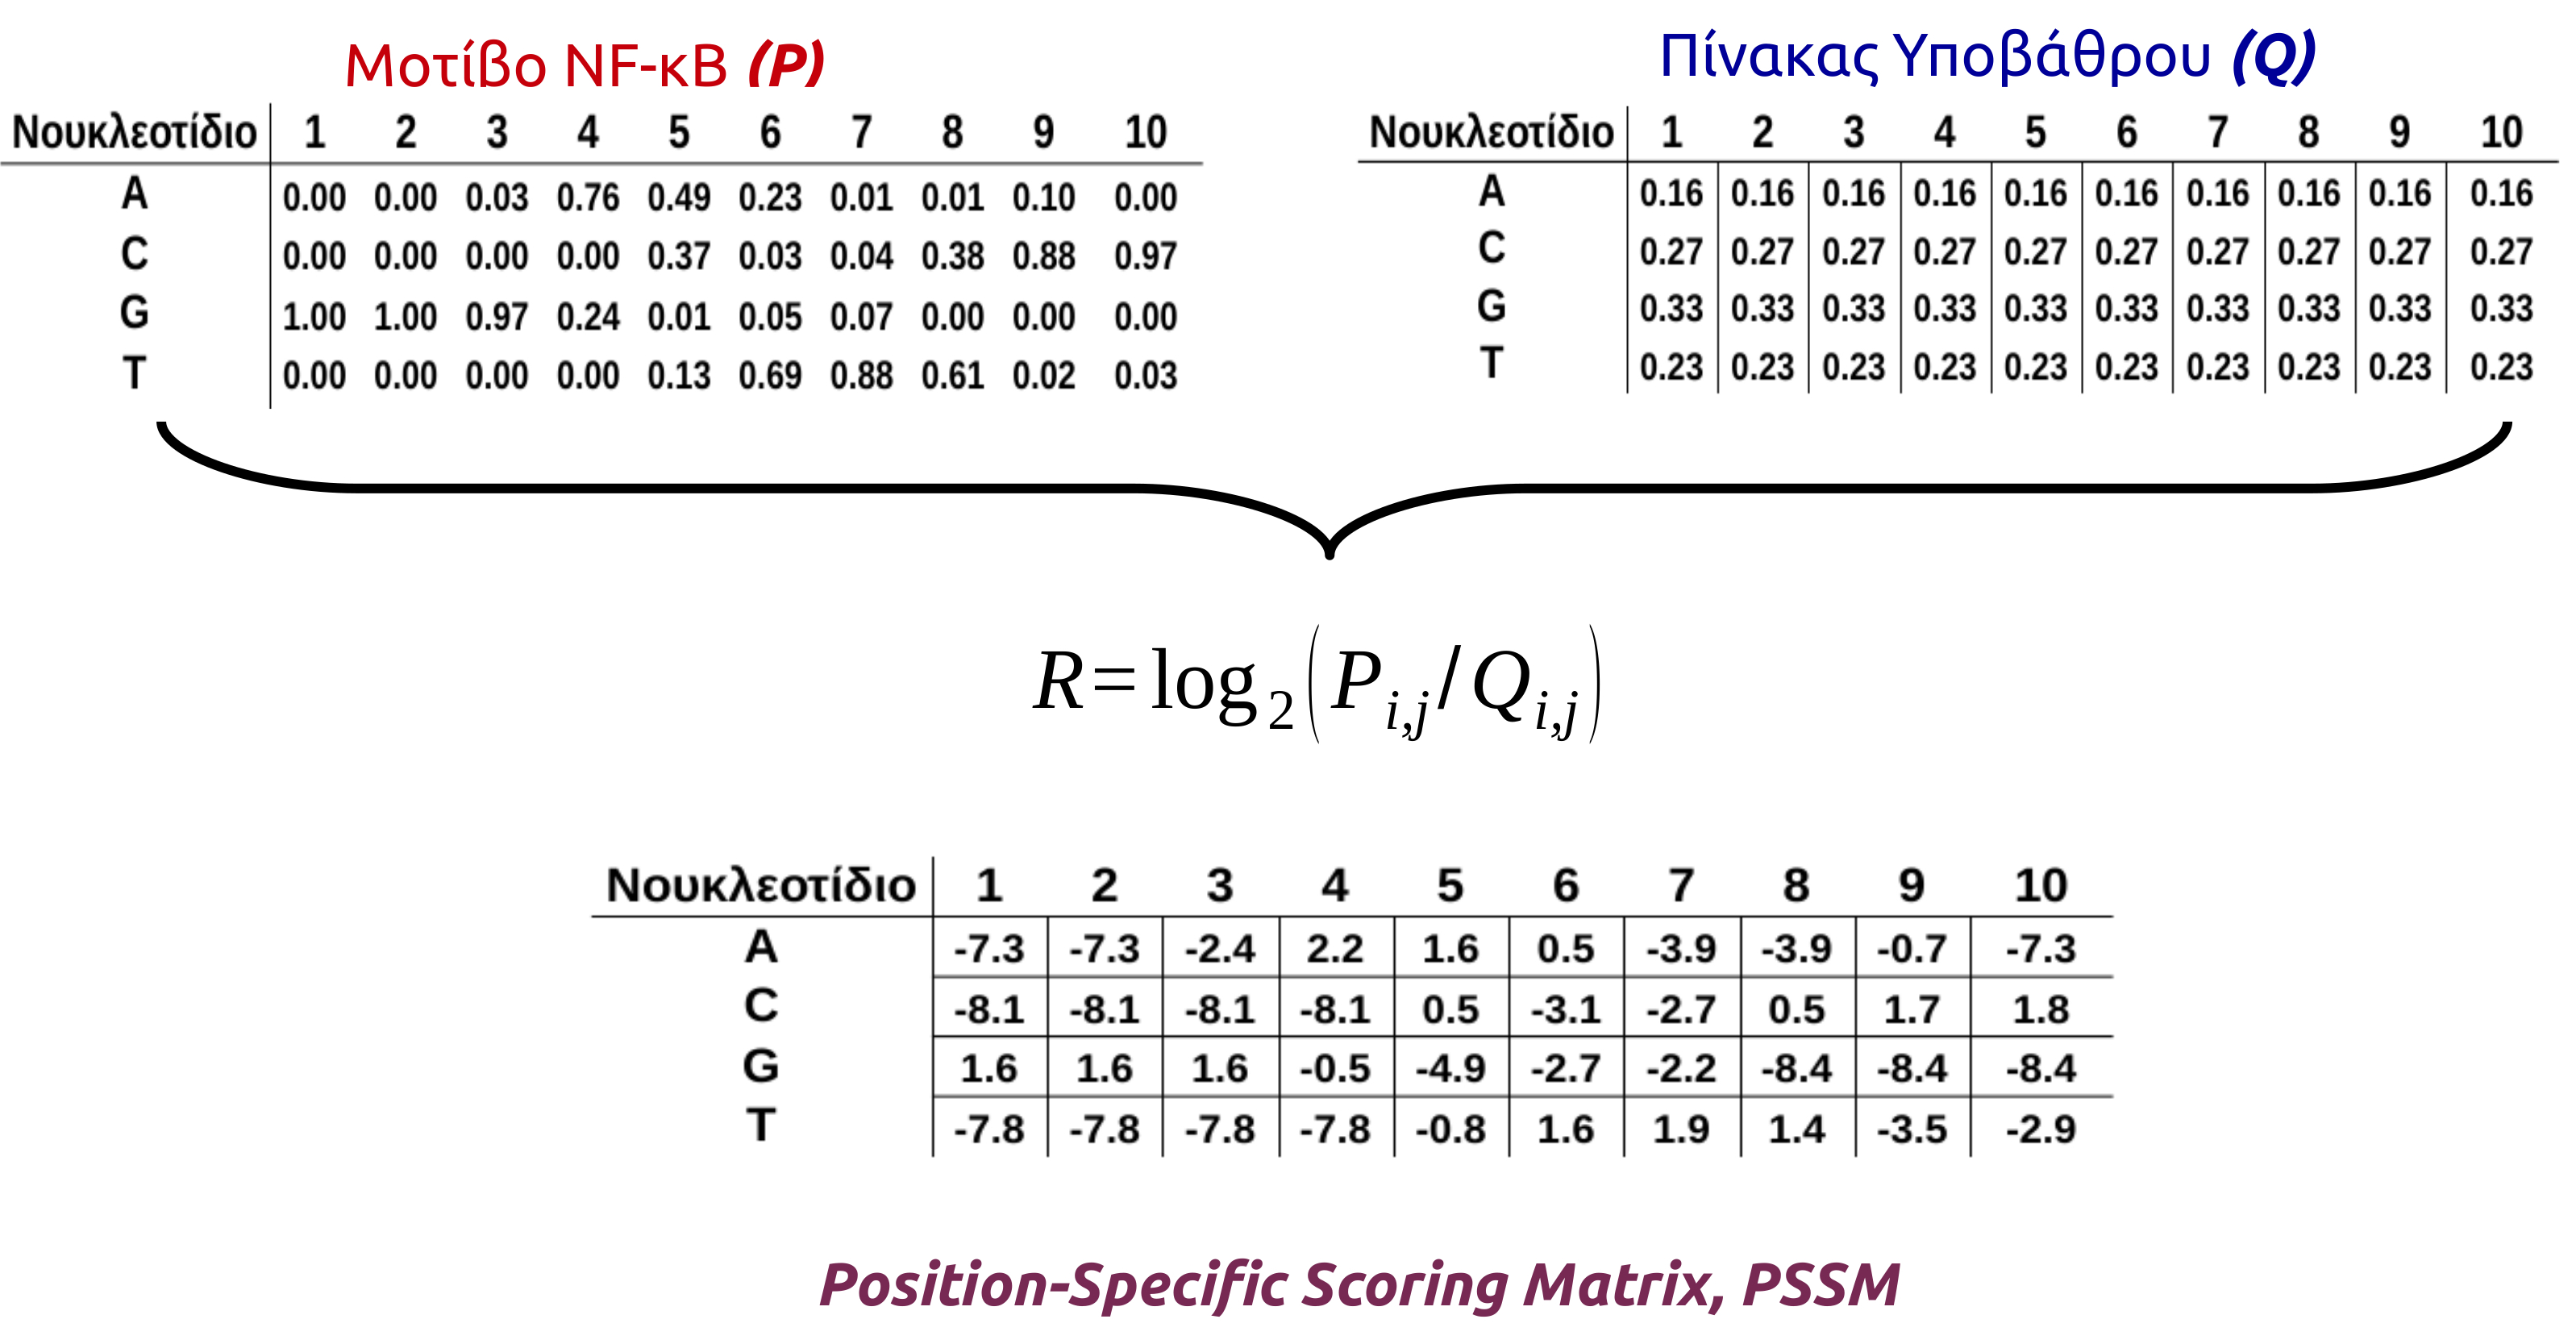 Μοτίβο NF-κB (P)
Πίνακας Υποβάθρου (Q)
Νουκλεοτίδιο 1 2 3 4 5 6 7 8 9 10
A 0.00 0.00 0.03 0.76 0.49 0.23 0.01 0.01 0.10 0.00
C 0.00 0.00 0.00 0.00 0.37 0.03 0.04 0.38 0.88 0.97
G 1.00 1.00 0.97 0.24 0.01 0.05 0.07 0.00 0.00 0.00
T 0.00 0.00 0.00 0.00 0.13 0.69 0.88 0.61 0.02 0.03
Νουκλεοτίδιο 1 2 3 4 5 6 7 8 9 10
A 0.16 0.16 0.16 0.16 0.16 0.16 0.16 0.16 0.16 0.16
C 0.27 0.27 0.27 0.27 0.27 0.27 0.27 0.27 0.27 0.27
G 0.33 0.33 0.33 0.33 0.33 0.33 0.33 0.33 0.33 0.33
T 0.23 0.23 0.23 0.23 0.23 0.23 0.23 0.23 0.23 0.23
R=log2(Pi,j/Qi,j)
Νουκλεοτίδιο 1 2 3 4 5 6 7 8 9 10
A -7.3 -7.3 -2.4 2.2 1.6 0.5 -3.9 -3.9 -0.7 -7.3
C -8.1 -8.1 -8.1 -8.1 0.5 -3.1 -2.7 0.5 1.7 1.8
G 1.6 1.6 1.6 -0.5 -4.9 -2.7 -2.2 -8.4 -8.4 -8.4
T -7.8 -7.8 -7.8 -7.8 -0.8 1.6 1.9 1.4 -3.5 -2.9
Position-Specific Scoring Matrix, PSSM